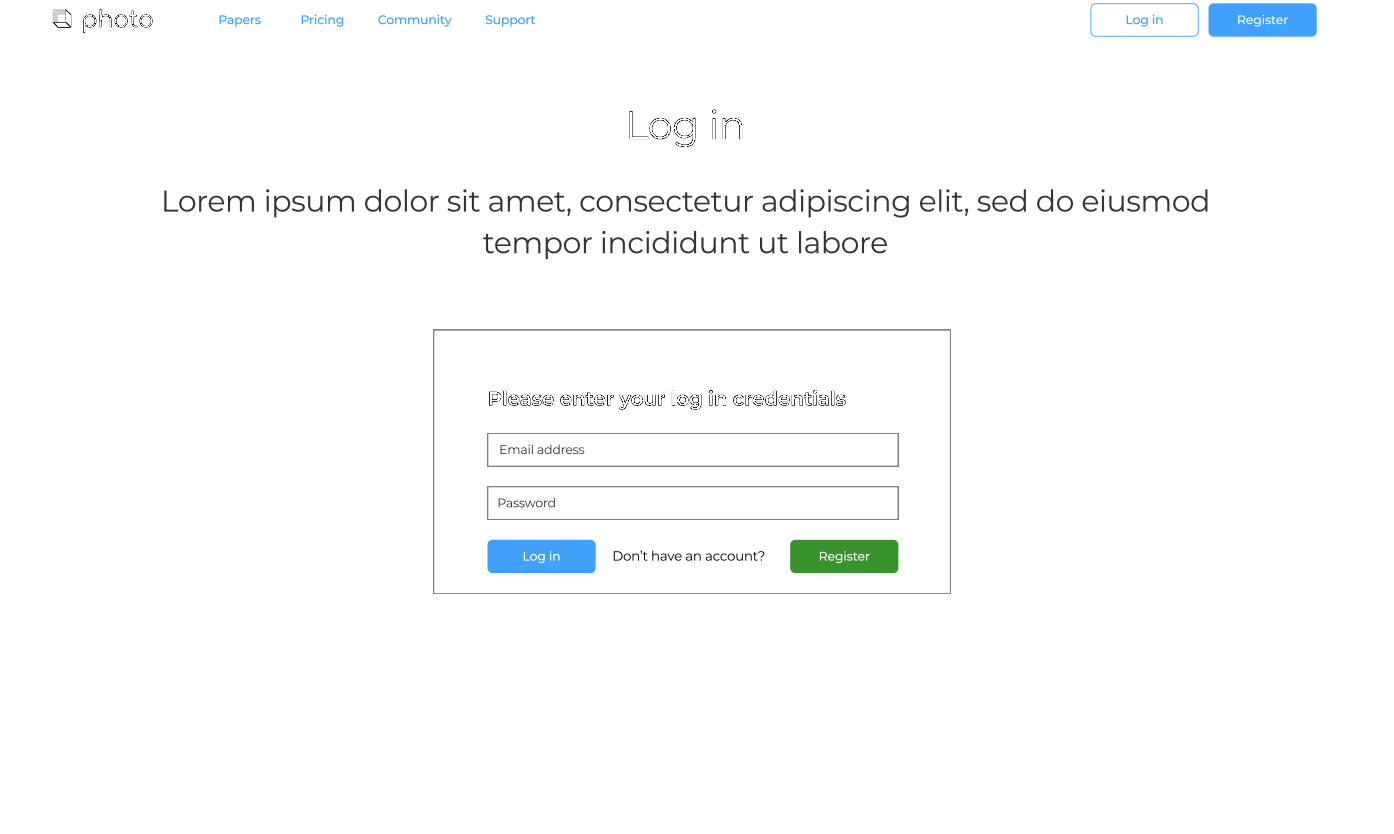 photo Papers Pricing Community Support Log in Register
Log in
Lorem ipsum dolor sit amet, consectetur adipiscing elit, sed do eiusmod
tempor incididunt ut labore
Please enter your log in credentials
Email address
Password
Log in Don't have an account? Register